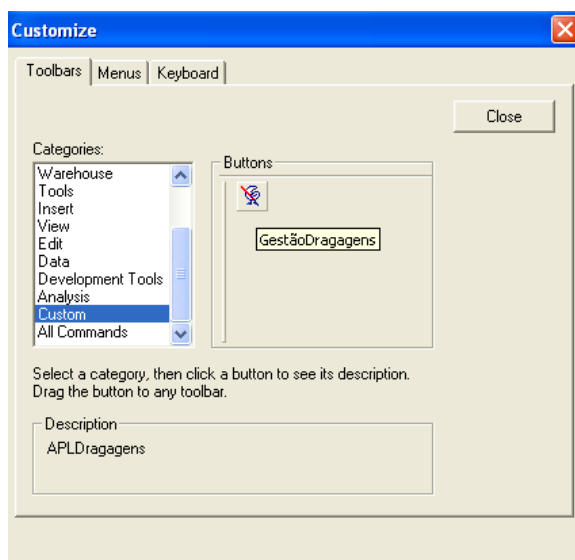 Customize
Toolbars
Menus
Keyboard
Close
Categories:
Warehouse
Tools
Insert
View
Edit
Data
Development Tools
Analysis
Custom
All Commands
Buttons
GestãoDragagens
Select a category, then click a button to see its description.
Drag the button to any toolbar.
Description
APLDragagens